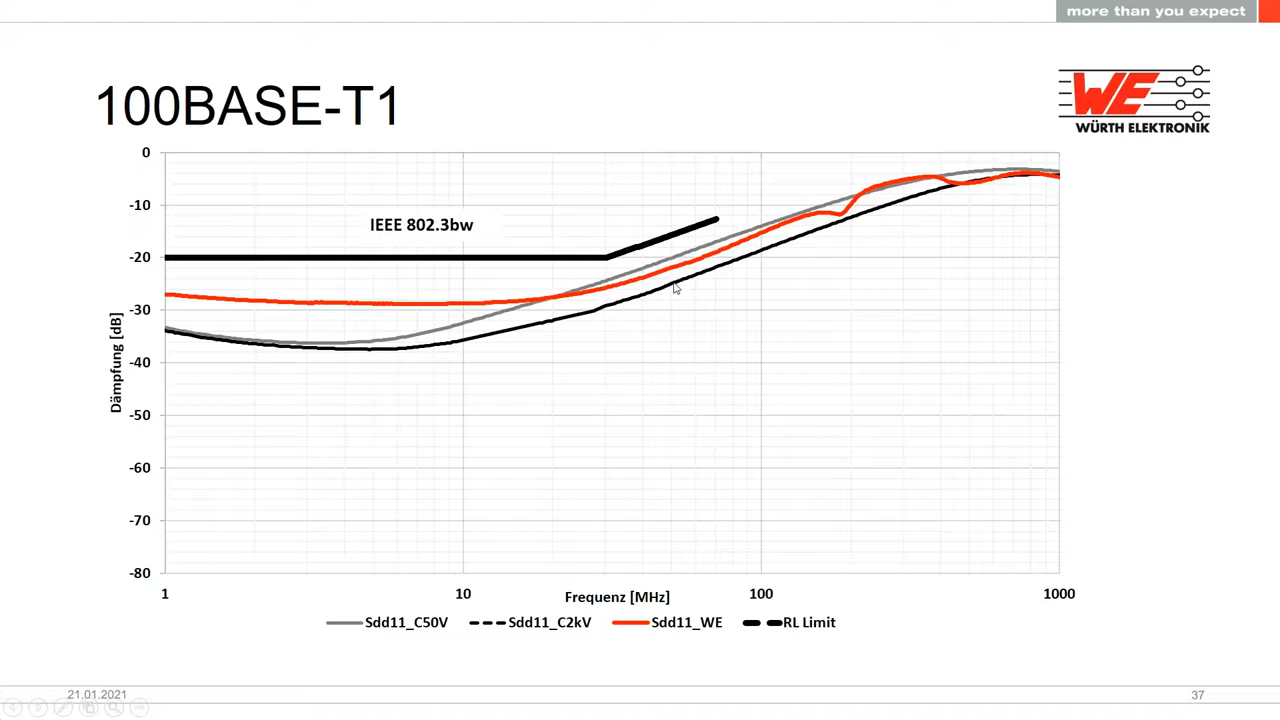 more than you expect
WE
WÜRTH ELEKTRONIK
100BASE-T1
0
-10
-20
-30
-40
-50
-60
-70
-80
Dämpfung [dB]
IEEE 802.3bw
1
10
100
1000
Frequenz [MHz]
Sdd11_C50V
Sdd11_C2kV
Sdd11_WE
RL Limit
21.01.2021
37